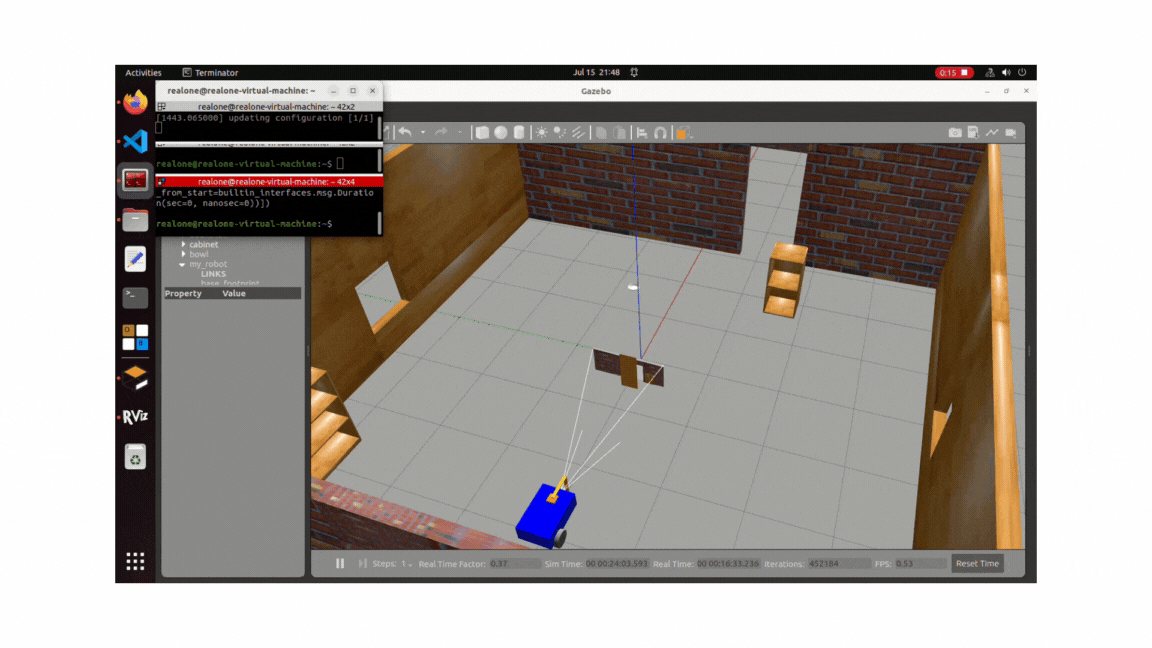 Activities
Terminator
Jul 15 21:48
0:15
realone@realone-virtual-machine: ~
Gazebo
realone@realone-virtual-machine: ~ 42x2
[1443.065000] updating configuration [1/1]
realone@realone-virtual-machine:~$
realone@realone-virtual-machine: ~ 42x4
_from_start=builtin_interfaces.msg.Duratio
n(sec=0, nanosec=0))])
realone@realone-virtual-machine:~$
cabinet
bowl
my_robot
LINKS
base_footprint
Property Value
RViz
Steps: 1
Real Time Factor: 0.37
Sim Time: 00 00:24:03.593
Real Time: 00 00:16:33.236
Iterations: 452184
FPS: 0.53
Reset Time